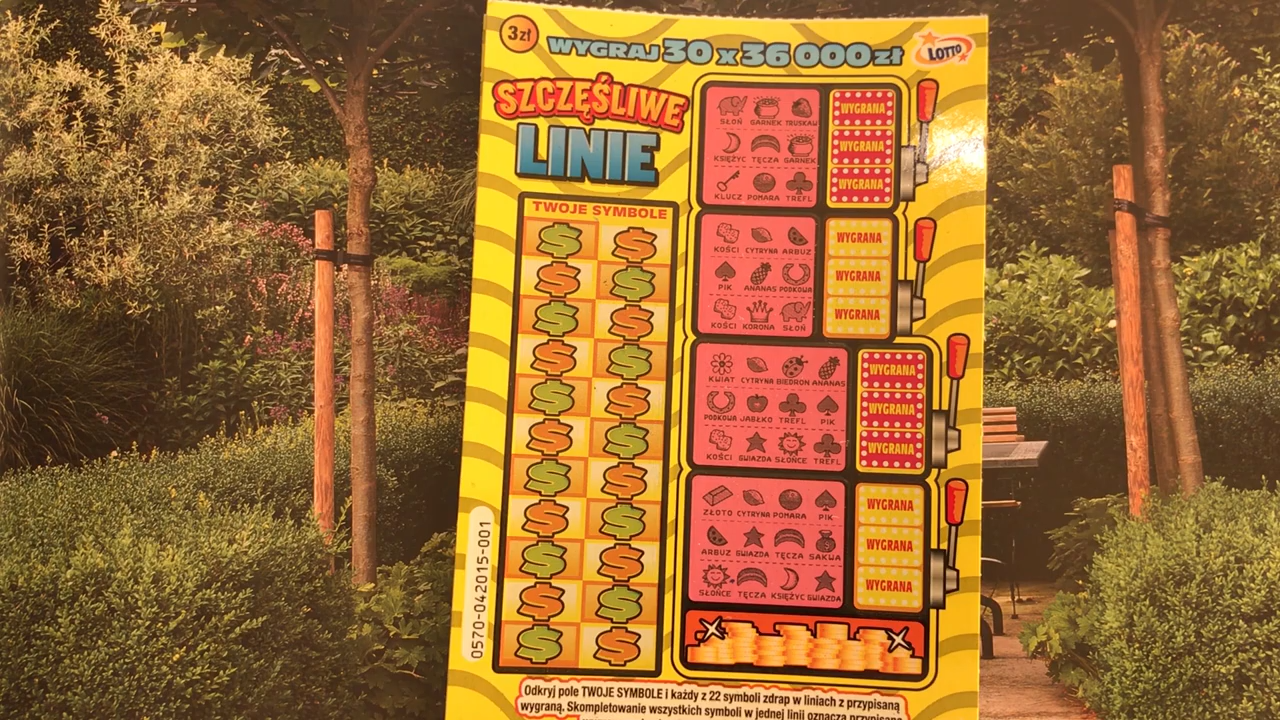 3zł
WYGRAJ 30 x 36 000 zł
LOTTO
SZCZĘŚLIWE
LINIE
TWOJE SYMBOLE
SŁOŃ GARNEK TRUSKAW
KSIĘŻYC TĘCZA GARNEK
KLUCZ POMARA TREFL
WYGRANA
WYGRANA
WYGRANA
KOŚCI CYTRYNA ARBUZ
PIK ANANAS PODKOWA
KOŚCI KORONA SŁOŃ
WYGRANA
WYGRANA
WYGRANA
KWIAT CYTRYNA BIEDRON ANANAS
PODKOWA JABŁKO TREFL PIK
KOŚCI GWIAZDA SŁOŃCE TREFL
WYGRANA
WYGRANA
WYGRANA
ZŁOTO CYTRYNA POMARA PIK
ARBUZ GWIAZDA TĘCZA SAKWA
SŁOŃCE TĘCZA KSIĘŻYC GWIAZDA
WYGRANA
WYGRANA
WYGRANA
0570-042015-001
Odkryj pole TWOJE SYMBOLE i każdy z 22 symboli zdrap w liniach z przypisaną
wygraną. Skompletowanie wszystkich symboli w jednej linii oznacza